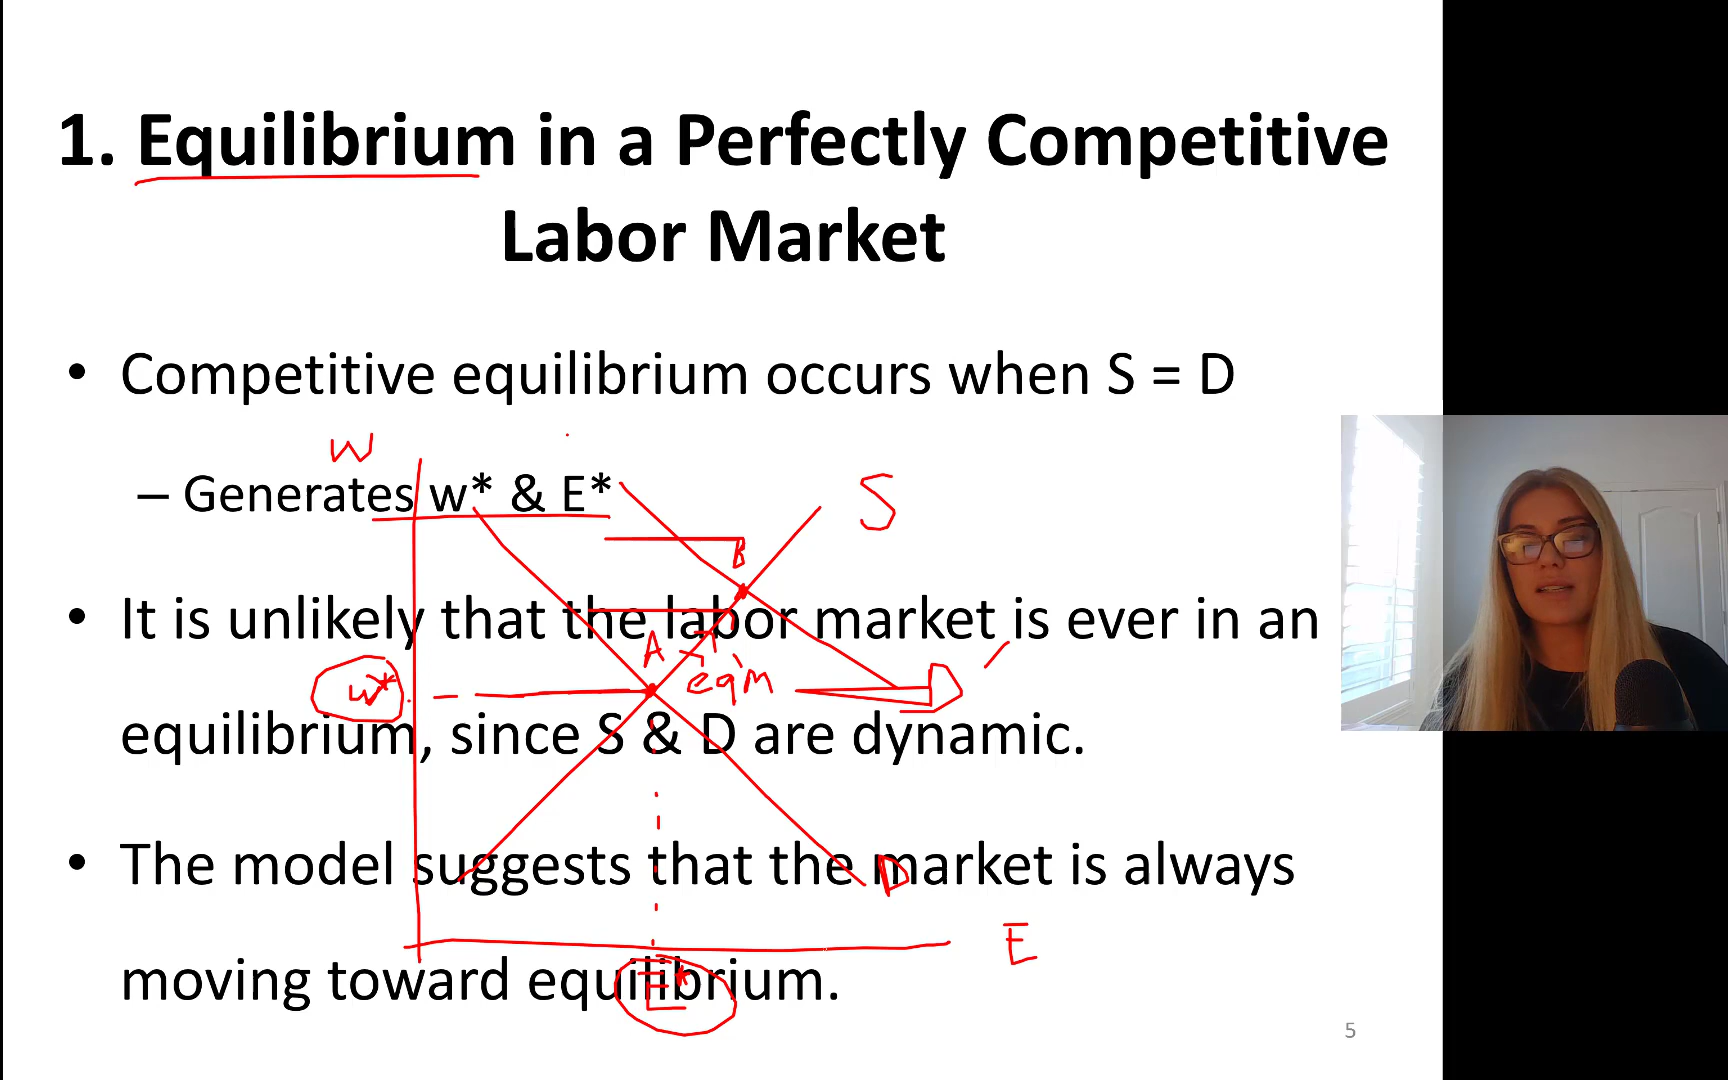 1. Equilibrium in a Perfectly Competitive
Labor Market
• Competitive equilibrium occurs when S = D
w
– Generates w* & E*
S
B
• It is unlikely that the labor market is ever in an
A
w*
eqm
D'
equilibrium, since S & D are dynamic.
• The model suggests that the market is always
D
E
moving toward equilibrium.
E*
5